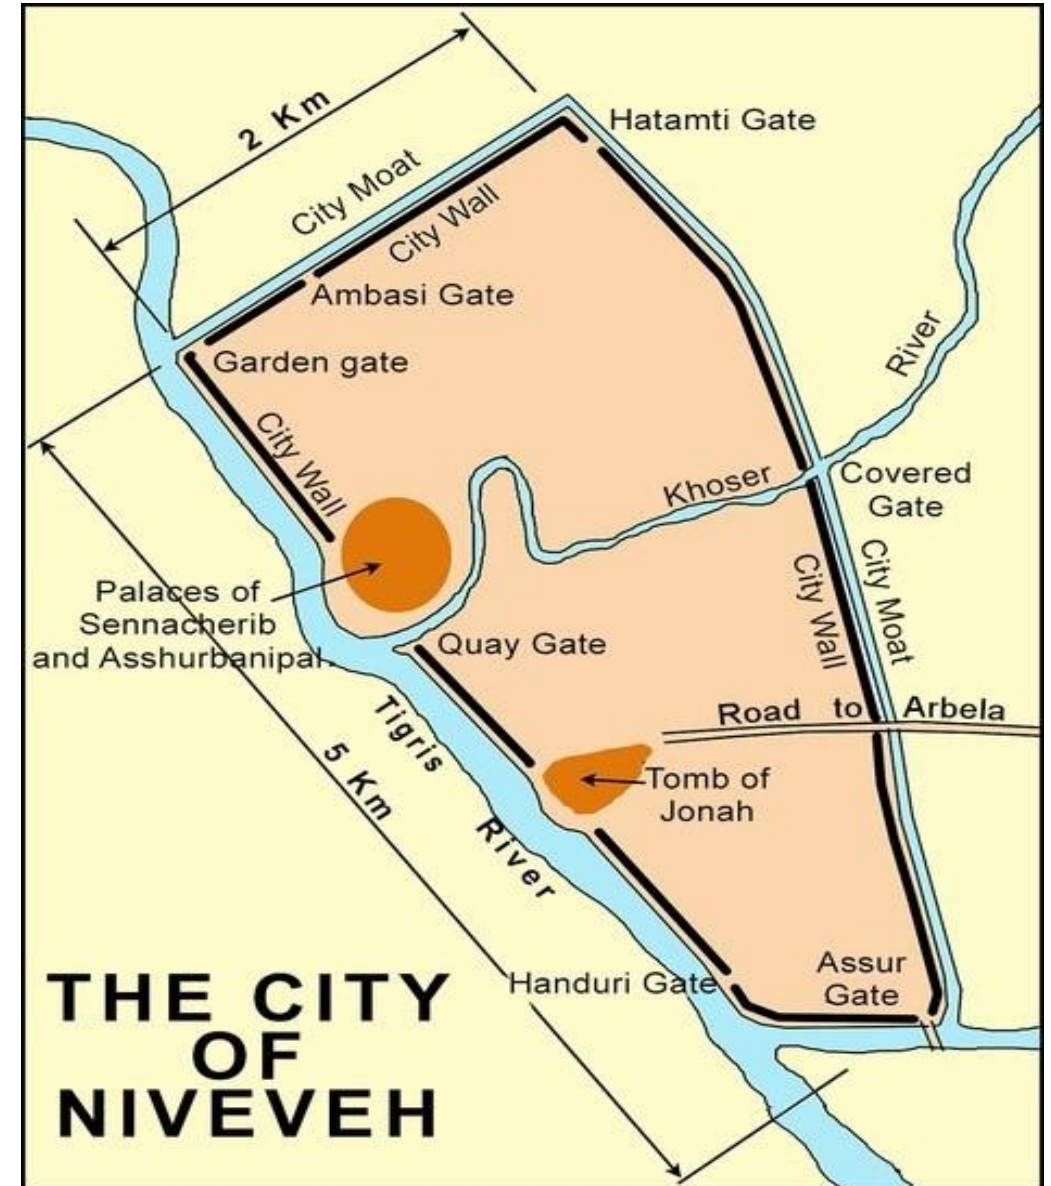 2 Km
Hatamti Gate
City Moat
City Wall
Ambasi Gate
Garden gate
City Wall
River
Khoser
Covered
Gate
Palaces of
Sennacherib
and Asshurbanipal.
Quay Gate
City Wall
City Moat
Road to Arbela
Tigris
River
5 Km
Tomb of
Jonah
Handuri Gate
Assur
Gate
THE CITY
OF
NIVEVEH